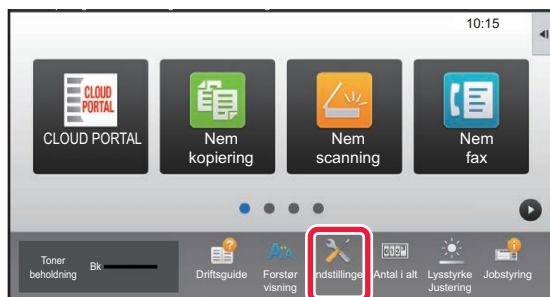 10:15
CLOUD
PORTAL
CLOUD PORTAL
Nem
kopiering
Nem
scanning
Nem
fax
Toner
beholdning
Bk
Driftsguide
Forstør
visning
Indstillinger
Antal i alt
Lysstyrke
Justering
Jobstyring